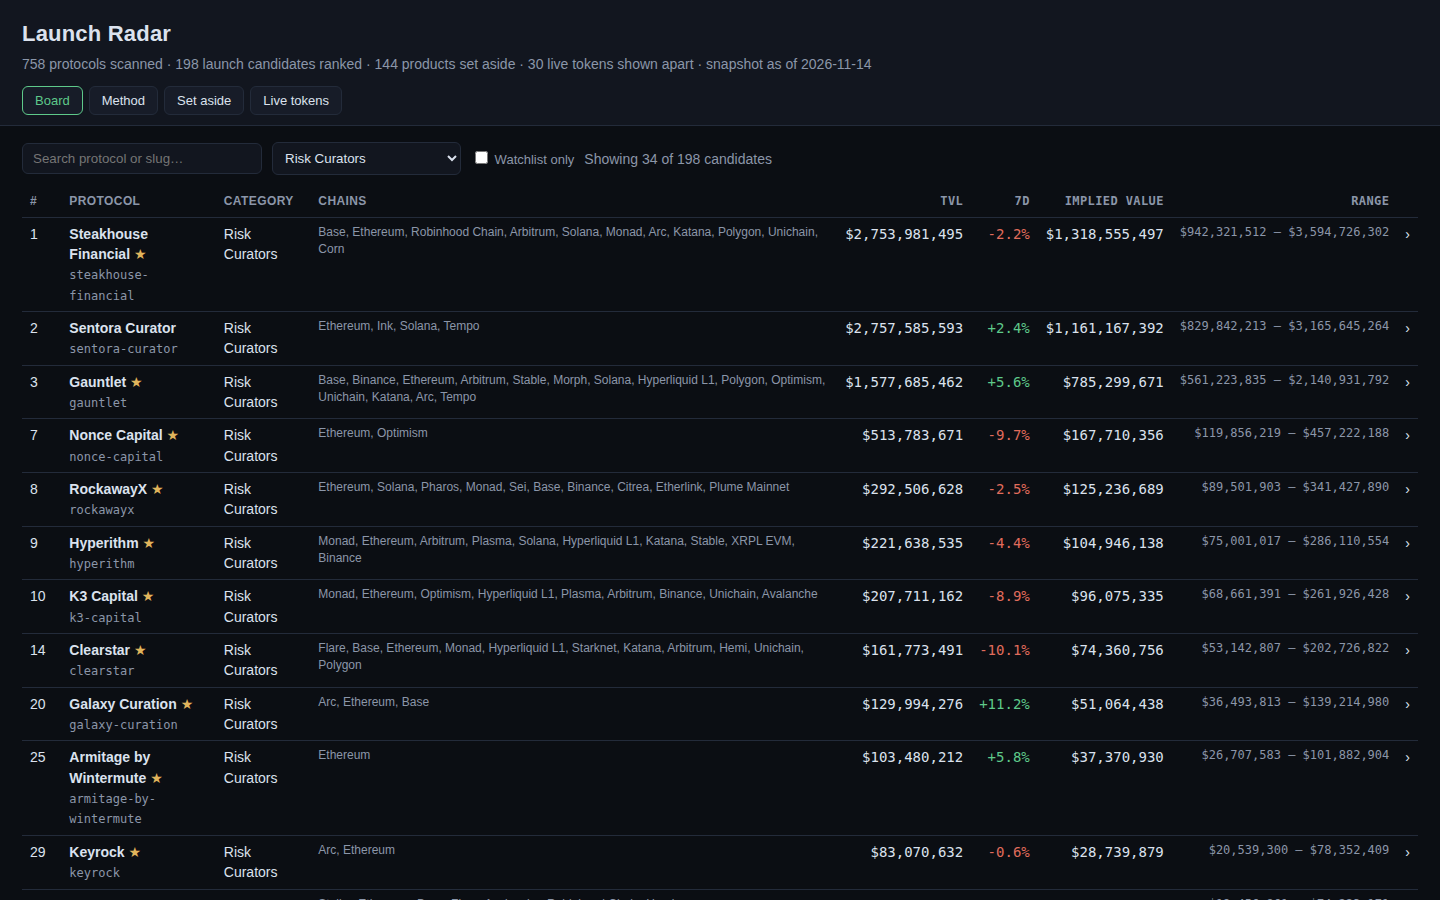 Launch Radar
758 protocols scanned · 198 launch candidates ranked · 144 products set aside · 30 live tokens shown apart · snapshot as of 2026-11-14
Board Method Set aside Live tokens
Search protocol or slug… Risk Curators Watchlist only Showing 34 of 198 candidates
# PROTOCOL CATEGORY CHAINS TVL 7D IMPLIED VALUE RANGE
1 Steakhouse Financial ★ Risk Curators Base, Ethereum, Robinhood Chain, Arbitrum, Solana, Monad, Arc, Katana, Polygon, Unichain, Corn $2,753,981,495 -2.2% $1,318,555,497 $942,321,512 – $3,594,726,302 ›
steakhouse-financial
2 Sentora Curator Risk Curators Ethereum, Ink, Solana, Tempo $2,757,585,593 +2.4% $1,161,167,392 $829,842,213 – $3,165,645,264 ›
sentora-curator
3 Gauntlet ★ Risk Curators Base, Binance, Ethereum, Arbitrum, Stable, Morph, Solana, Hyperliquid L1, Polygon, Optimism, Unichain, Katana, Arc, Tempo $1,577,685,462 +5.6% $785,299,671 $561,223,835 – $2,140,931,792 ›
gauntlet
7 Nonce Capital ★ Risk Curators Ethereum, Optimism $513,783,671 -9.7% $167,710,356 $119,856,219 – $457,222,188 ›
nonce-capital
8 RockawayX ★ Risk Curators Ethereum, Solana, Pharos, Monad, Sei, Base, Binance, Citrea, Etherlink, Plume Mainnet $292,506,628 -2.5% $125,236,689 $89,501,903 – $341,427,890 ›
rockawayx
9 Hyperithm ★ Risk Curators Monad, Ethereum, Arbitrum, Plasma, Solana, Hyperliquid L1, Katana, Stable, XRPL EVM, Binance $221,638,535 -4.4% $104,946,138 $75,001,017 – $286,110,554 ›
hyperithm
10 K3 Capital ★ Risk Curators Monad, Ethereum, Optimism, Hyperliquid L1, Plasma, Arbitrum, Binance, Unichain, Avalanche $207,711,162 -8.9% $96,075,335 $68,661,391 – $261,926,428 ›
k3-capital
14 Clearstar ★ Risk Curators Flare, Base, Ethereum, Monad, Hyperliquid L1, Starknet, Katana, Arbitrum, Hemi, Unichain, Polygon $161,773,491 -10.1% $74,360,756 $53,142,807 – $202,726,822 ›
clearstar
20 Galaxy Curation ★ Risk Curators Arc, Ethereum, Base $129,994,276 +11.2% $51,064,438 $36,493,813 – $139,214,980 ›
galaxy-curation
25 Armitage by Wintermute ★ Risk Curators Ethereum $103,480,212 +5.8% $37,370,930 $26,707,583 – $101,882,904 ›
armitage-by-wintermute
29 Keyrock ★ Risk Curators Arc, Ethereum $83,070,632 -0.6% $28,739,879 $20,539,300 – $78,352,409 ›
keyrock